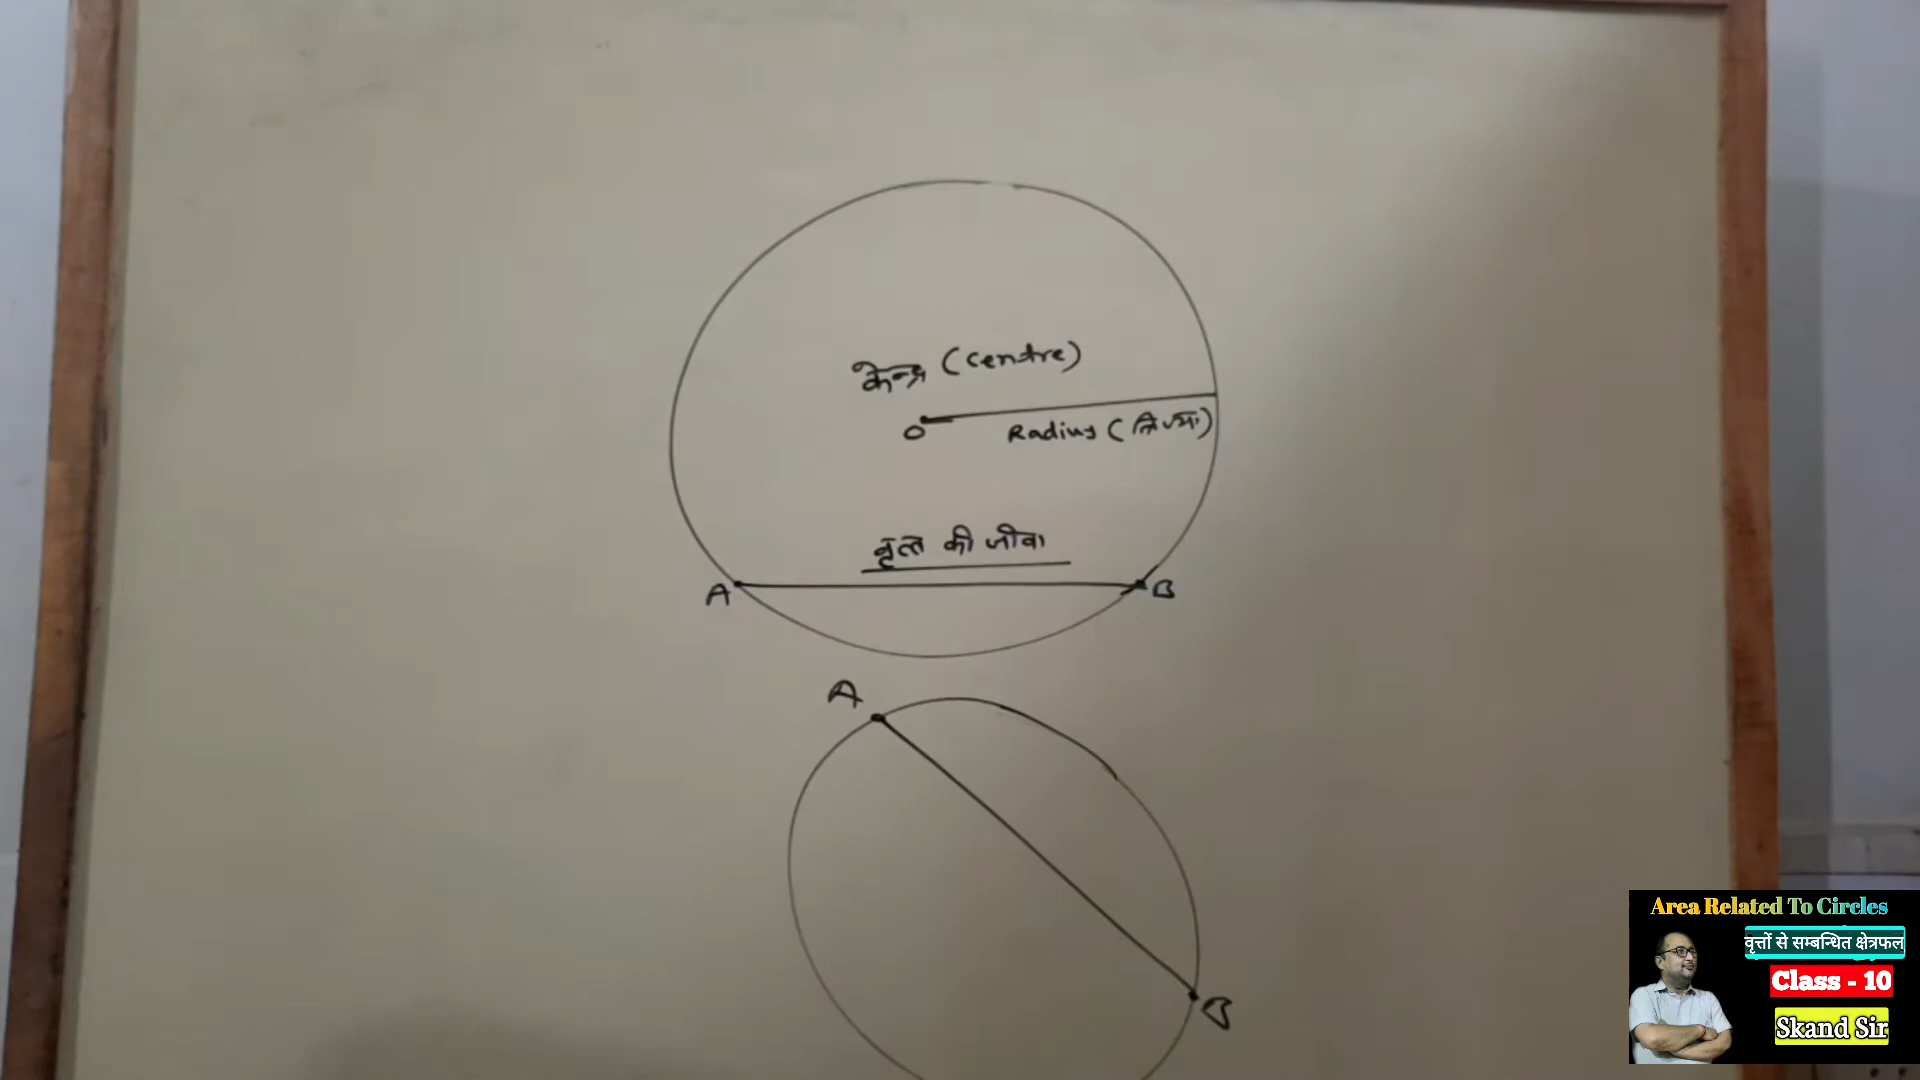 केन्द्र (centre)
O
Radius (त्रिज्या)
वृत्त की जीवा
A
B
A
B
Area Related To Circles
वृत्तों से सम्बन्धित क्षेत्रफल
Class - 10
Skand Sir